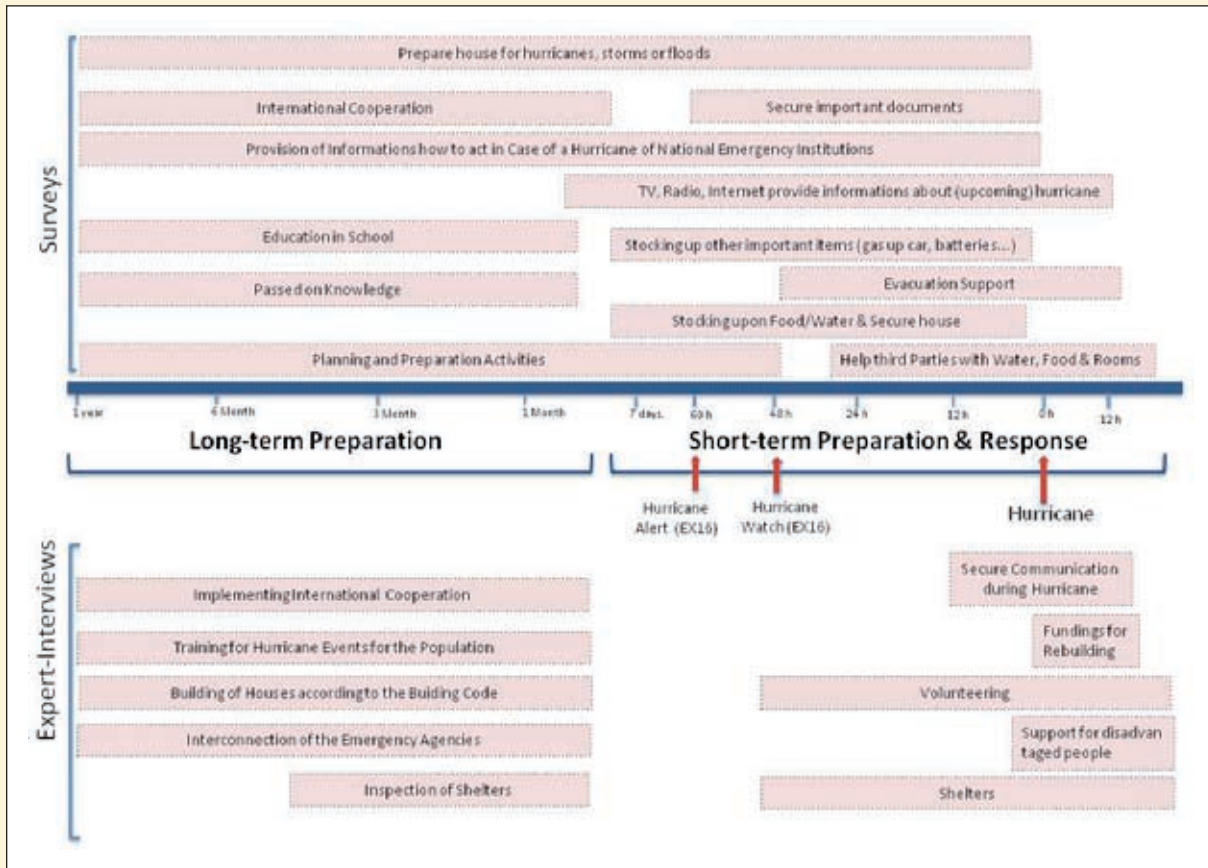 Surveys
Prepare house for hurricanes, storms or floods
International Cooperation
Secure important documents
Provision of Informations how to act in Case of a Hurricane of National Emergency Institutions
TV, Radio, Internet provide informations about (upcoming) hurricane
Education in School
Stocking up other important items (gas up car, batteries...)
Passed on Knowledge
Evacuation Support
Stocking upon Food/Water & Secure house
Planning and Preparation Activities
Help third Parties with Water, Food & Rooms
1 year
6 Month
3 Month
1 Month
7 days.
60 h
48 h
24 h
12 h
0h
12 h
Long-term Preparation
Short-term Preparation & Response
Hurricane
Alert (EX16)
Hurricane
Watch (EX16)
Hurricane
Expert-Interviews
Secure Communication
during Hurricane
Implementing International Cooperation
Fundings for
Rebuilding
Training for Hurricane Events for the Population
Building of Houses according to the Buiding Code
Volunteering
Interconnection of the Emergency Agencies
Support for disadvan
taged people
Inspection of Shelters
Shelters